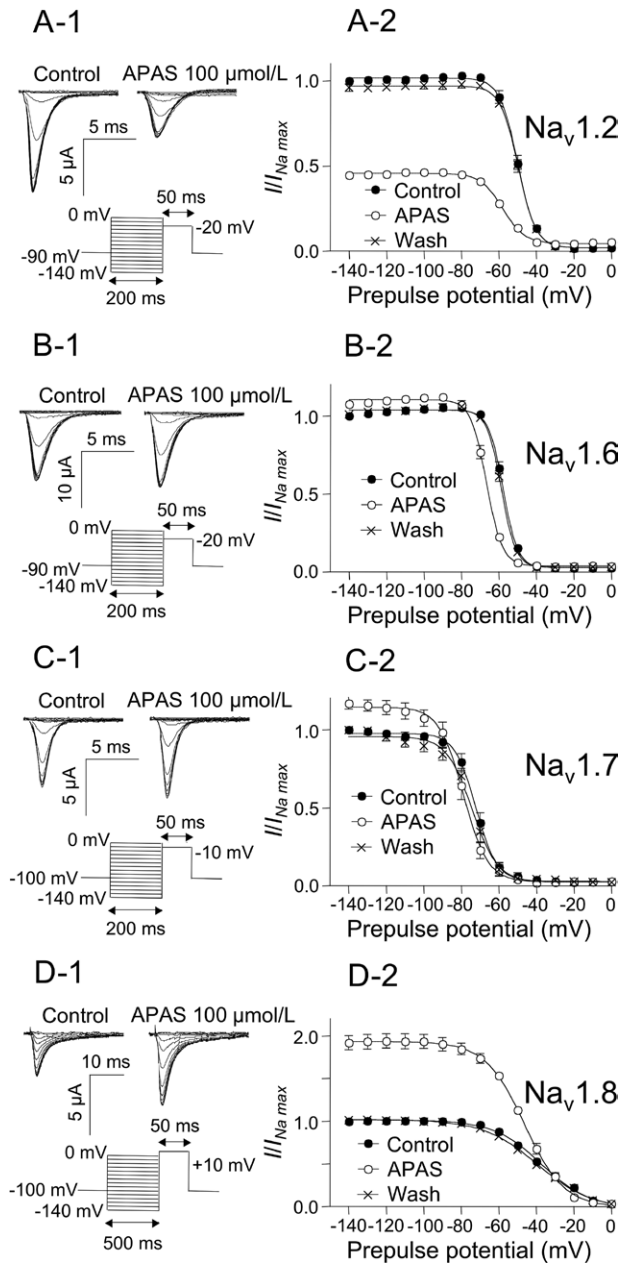 A-1
Control
APAS 100 μmol/L
5 ms
5 μA
50 ms
0 mV
-20 mV
-90 mV
-140 mV
200 ms
A-2
1.0
0.5
0.0
I/I Na max
Nav1.2
Control
APAS
Wash
-140 -120 -100 -80 -60 -40 -20 0
Prepulse potential (mV)
B-1
Control
APAS 100 μmol/L
5 ms
10 μA
50 ms
0 mV
-20 mV
-90 mV
-140 mV
200 ms
B-2
1.0
0.5
0.0
I/I Na max
Nav1.6
Control
APAS
Wash
-140 -120 -100 -80 -60 -40 -20 0
Prepulse potential (mV)
C-1
Control
APAS 100 μmol/L
5 ms
5 μA
50 ms
0 mV
-10 mV
-100 mV
-140 mV
200 ms
C-2
1.0
0.5
0.0
I/I Na max
Nav1.7
Control
APAS
Wash
-140 -120 -100 -80 -60 -40 -20 0
Prepulse potential (mV)
D-1
Control
APAS 100 μmol/L
10 ms
5 μA
50 ms
0 mV
+10 mV
-100 mV
-140 mV
500 ms
D-2
2.0
1.0
0.0
I/I Na max
Nav1.8
Control
APAS
Wash
-140 -120 -100 -80 -60 -40 -20 0
Prepulse potential (mV)